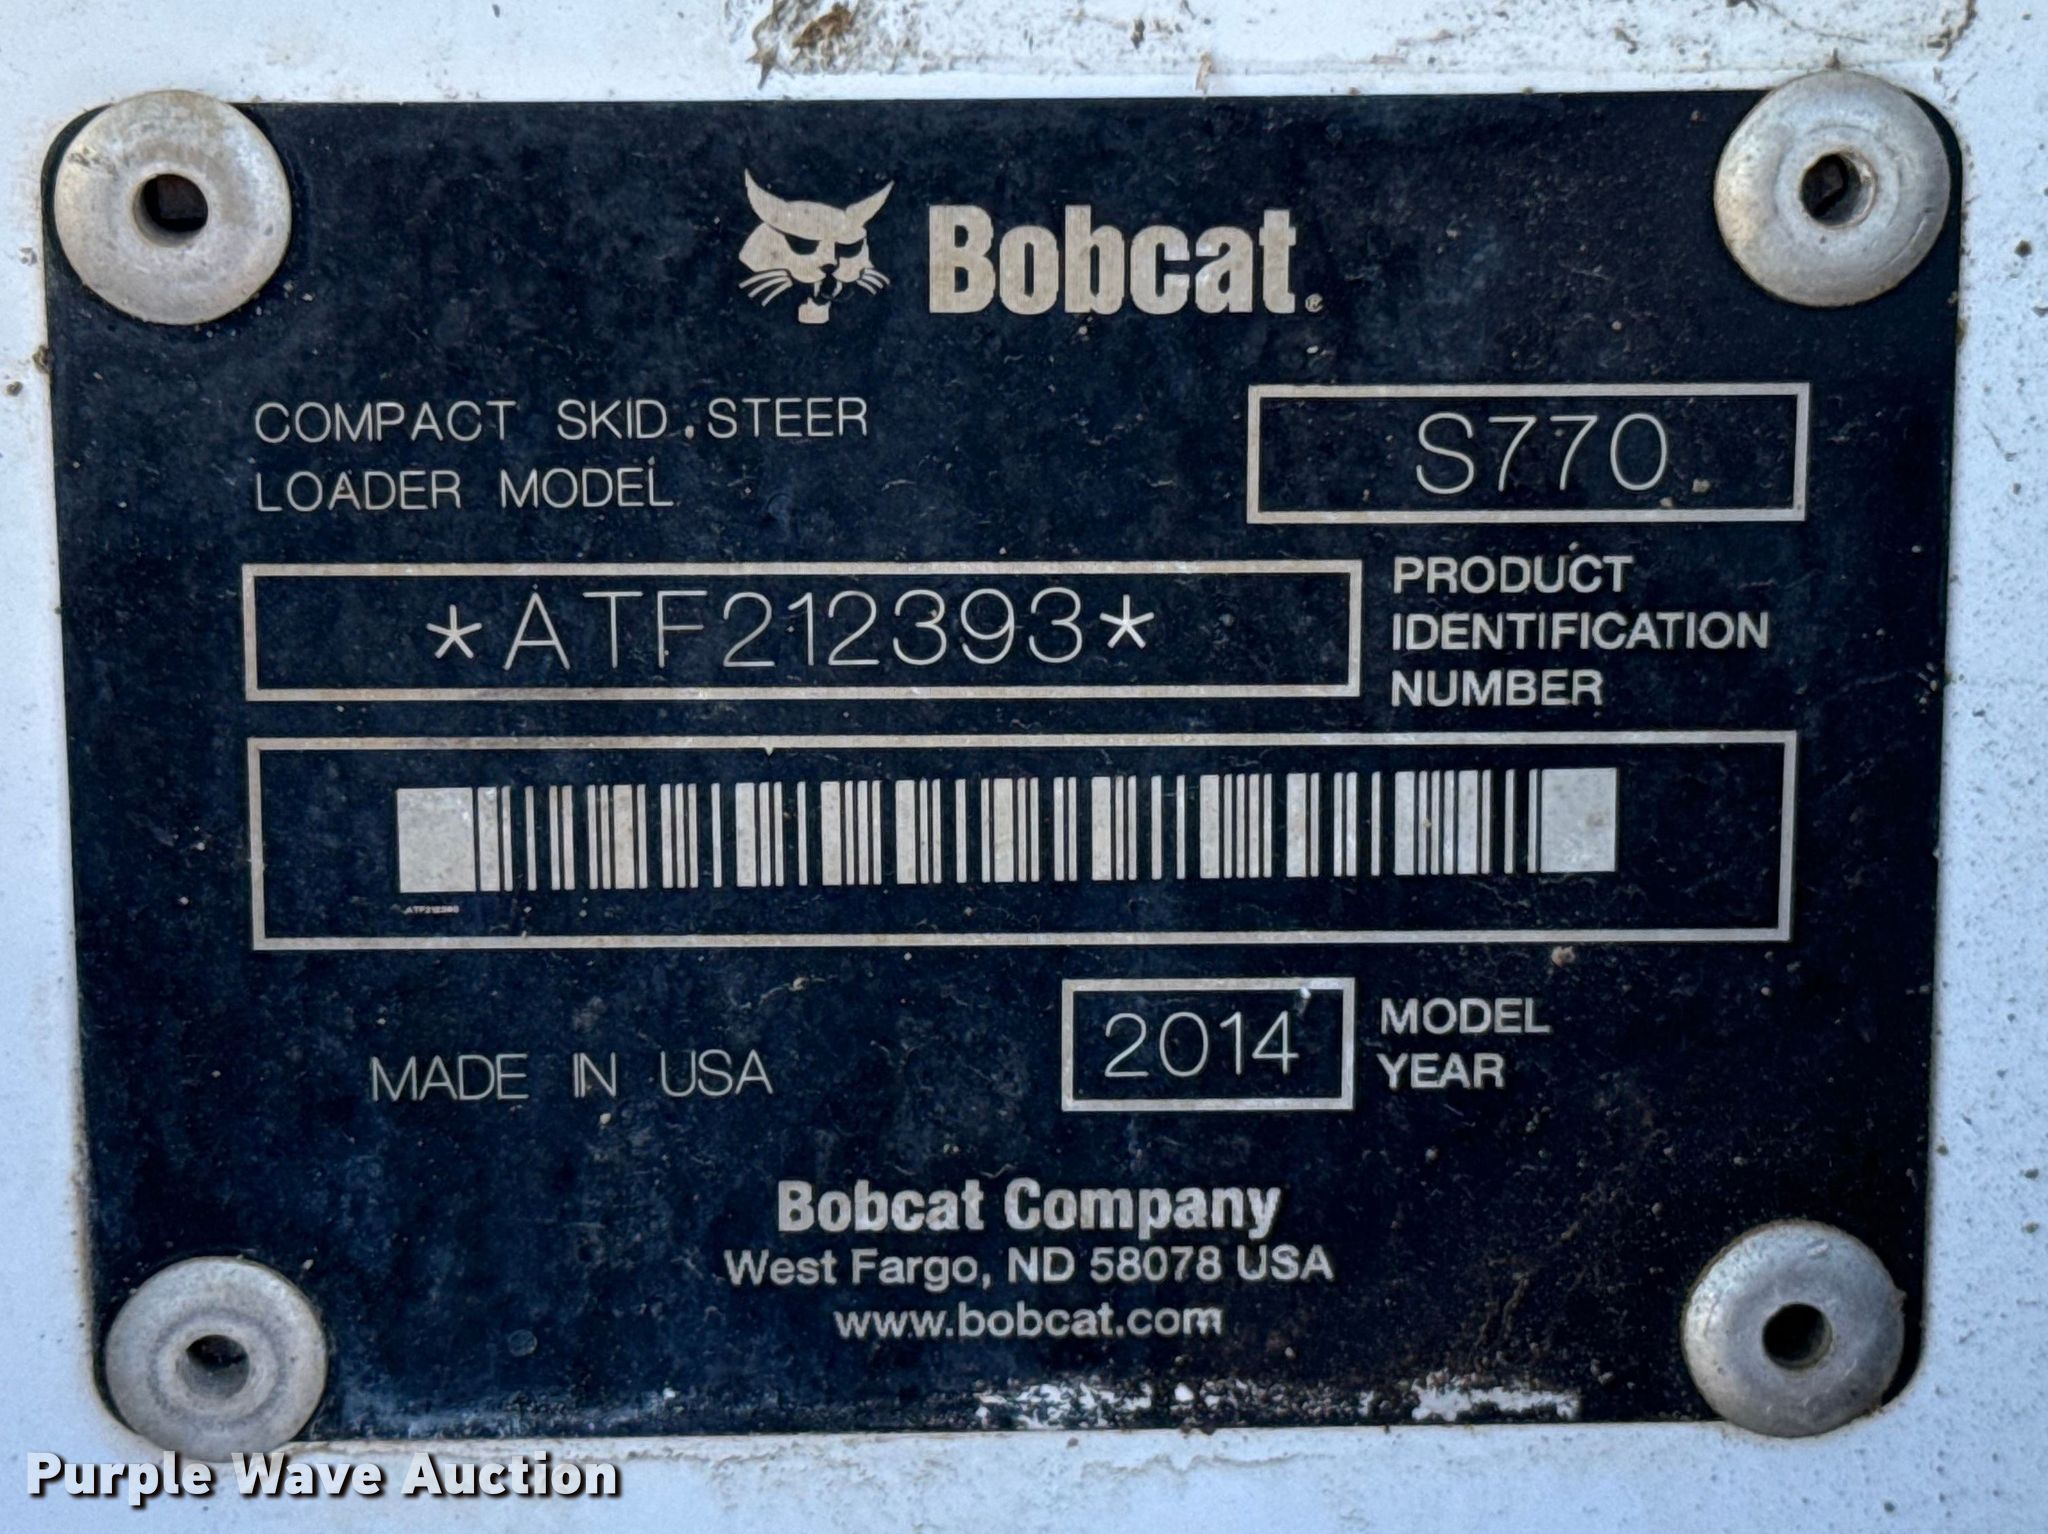 Bobcat®
COMPACT SKID STEER
LOADER MODEL
S770
*ATF212393*
PRODUCT
IDENTIFICATION
NUMBER
ATF212393
MADE IN USA
2014
MODEL
YEAR
Bobcat Company
West Fargo, ND 58078 USA
www.bobcat.com
Purple Wave Auction